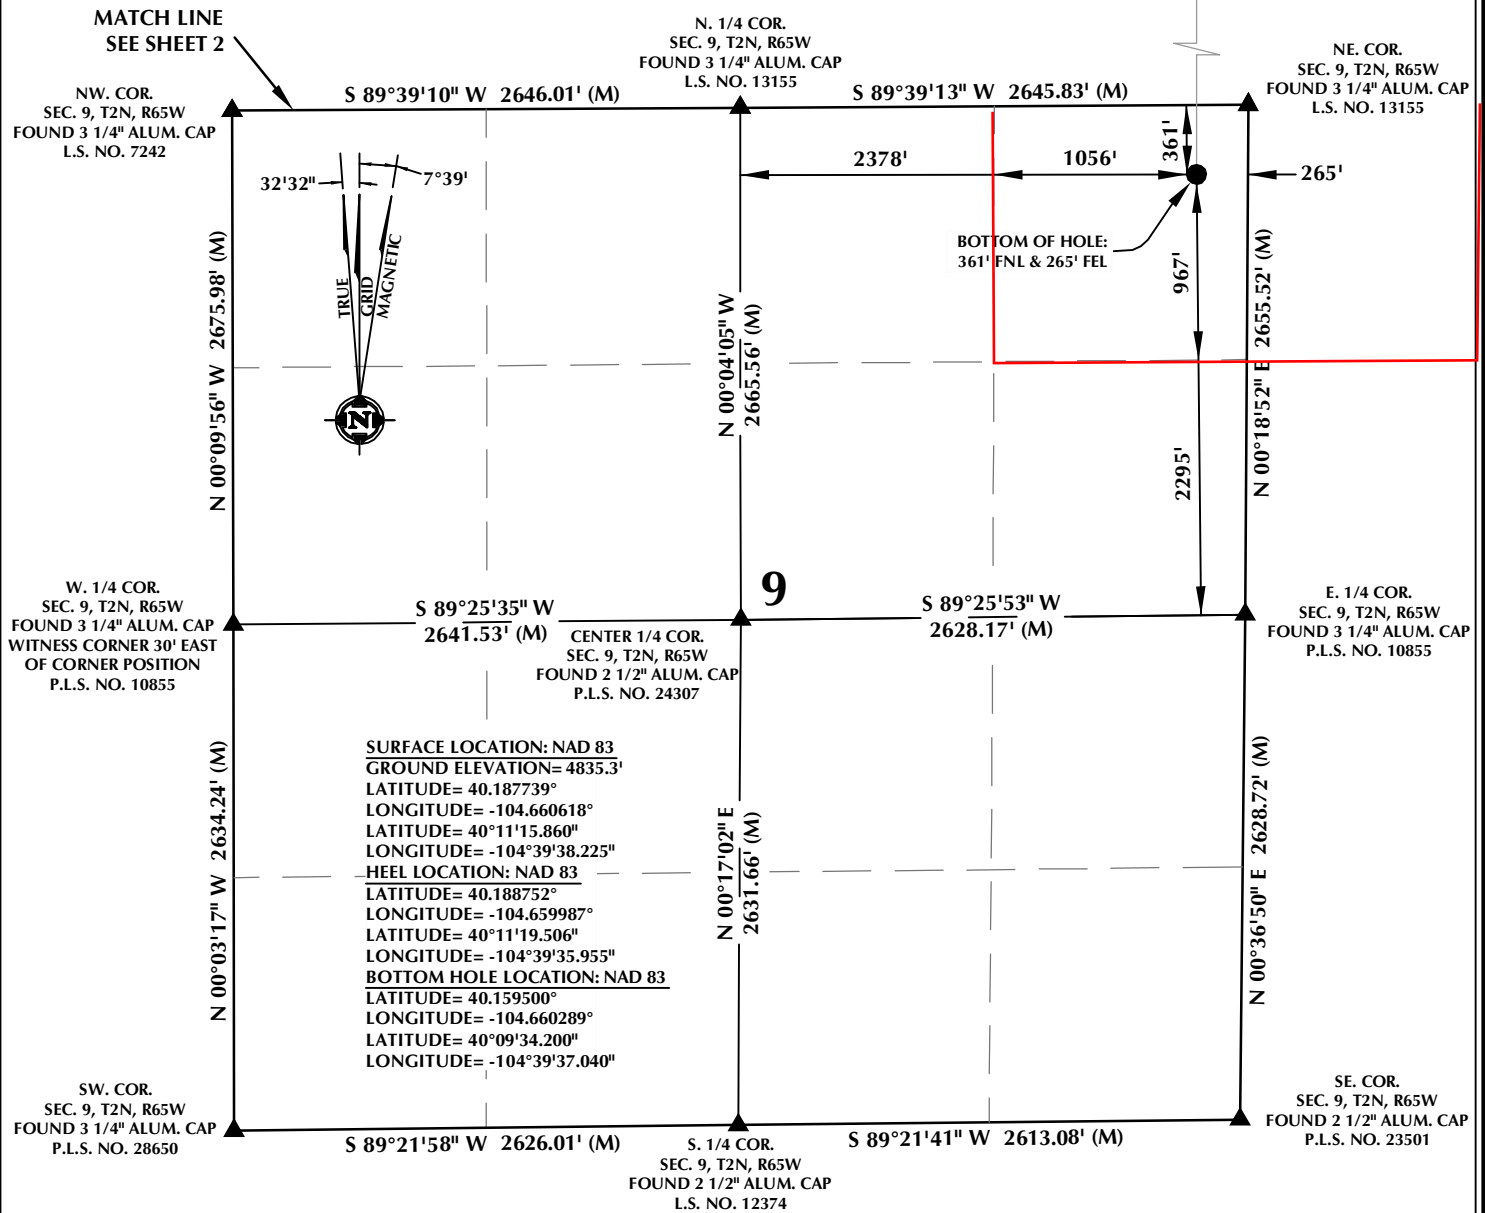 MATCH LINE
SEE SHEET 2
N. 1/4 COR.
SEC. 9, T2N, R65W
FOUND 3 1/4" ALUM. CAP
L.S. NO. 13155
NE. COR.
SEC. 9, T2N, R65W
FOUND 3 1/4" ALUM. CAP
L.S. NO. 13155
NW. COR.
SEC. 9, T2N, R65W
FOUND 3 1/4" ALUM. CAP
L.S. NO. 7242
S 89°39'10" W 2646.01' (M)
S 89°39'13" W 2645.83' (M)
32'32"
7°39'
TRUE
GRID
MAGNETIC
N
2378'
1056'
361'
265'
BOTTOM OF HOLE:
361' FNL & 265' FEL
967'
2295'
N 00°09'56" W 2675.98' (M)
N 00°04'05" W
2665.56' (M)
N 00°18'52" E 2655.52' (M)
9
W. 1/4 COR.
SEC. 9, T2N, R65W
FOUND 3 1/4" ALUM. CAP
WITNESS CORNER 30' EAST
OF CORNER POSITION
P.L.S. NO. 10855
S 89°25'35" W
2641.53' (M)
CENTER 1/4 COR.
SEC. 9, T2N, R65W
FOUND 2 1/2" ALUM. CAP
P.L.S. NO. 24307
S 89°25'53" W
2628.17' (M)
E. 1/4 COR.
SEC. 9, T2N, R65W
FOUND 3 1/4" ALUM. CAP
P.L.S. NO. 10855
SURFACE LOCATION: NAD 83
GROUND ELEVATION= 4835.3'
LATITUDE= 40.187739°
LONGITUDE= -104.660618°
LATITUDE= 40°11'15.860"
LONGITUDE= -104°39'38.225"
HEEL LOCATION: NAD 83
LATITUDE= 40.188752°
LONGITUDE= -104.659987°
LATITUDE= 40°11'19.506"
LONGITUDE= -104°39'35.955"
BOTTOM HOLE LOCATION: NAD 83
LATITUDE= 40.159500°
LONGITUDE= -104.660289°
LATITUDE= 40°09'34.200"
LONGITUDE= -104°39'37.040"
N 00°03'17" W 2634.24' (M)
N 00°17'02" E
2631.66' (M)
N 00°36'50" E 2628.72' (M)
SW. COR.
SEC. 9, T2N, R65W
FOUND 3 1/4" ALUM. CAP
P.L.S. NO. 28650
S 89°21'58" W 2626.01' (M)
S. 1/4 COR.
SEC. 9, T2N, R65W
FOUND 2 1/2" ALUM. CAP
L.S. NO. 12374
S 89°21'41" W 2613.08' (M)
SE. COR.
SEC. 9, T2N, R65W
FOUND 2 1/2" ALUM. CAP
P.L.S. NO. 23501